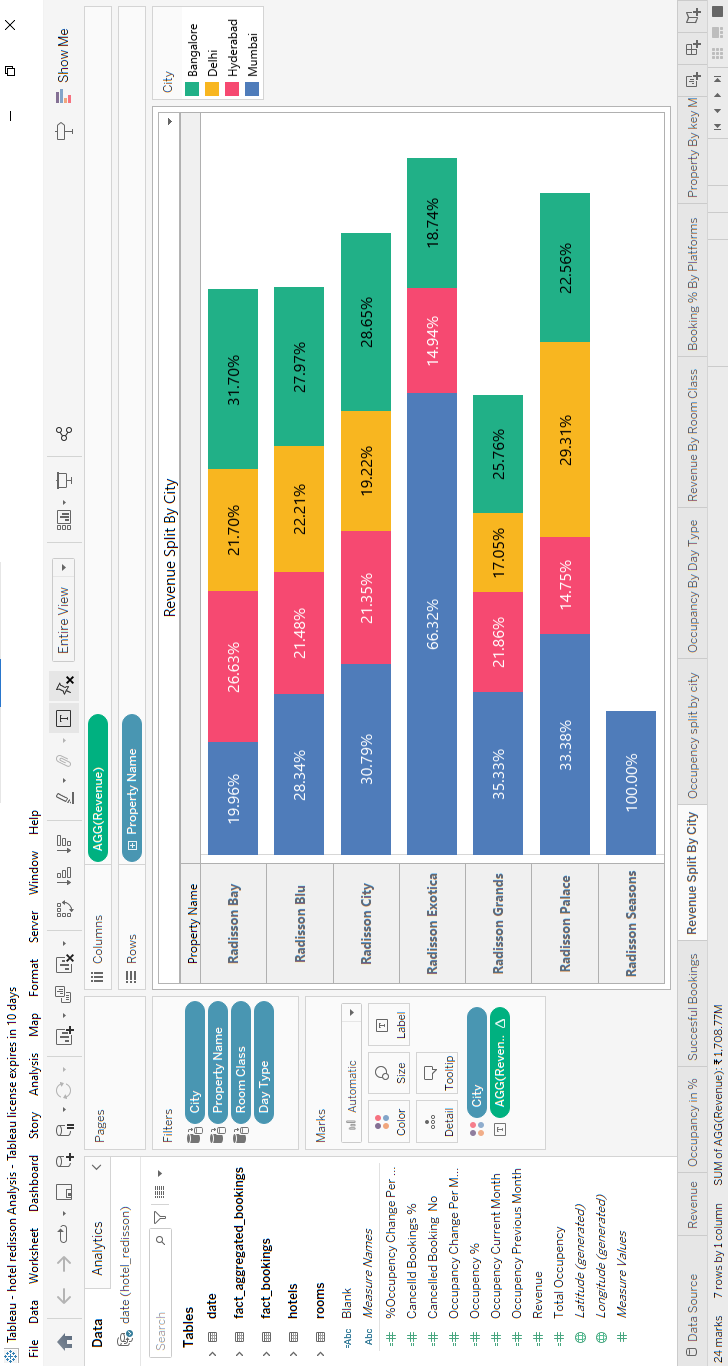 Tableau - hotel redisson Analysis - Tableau license expires in 10 days
File Data Worksheet Dashboard Story Analysis Map Format Server Window Help
Entire View
Show Me
Data
Analytics
date (hotel_redisson)
Search
Tables
date
fact_aggregated_bookings
fact_bookings
hotels
rooms
=Abc Blank
Abc Measure Names
=# %Occupency Change Per ...
=# Cancelld Bookings %
=# Cancelled Booking No
=# Occupancy Change Per M...
=# Occupency %
=# Occupency Current Month
=# Occupency Previous Month
=# Revenue
=# Total Occupency
Latitude (generated)
Longitude (generated)
# Measure Values
Pages
Filters
City
Property Name
Room Class
Day Type
Marks
Automatic
Color
Size
T Label
Detail
Tooltip
City
T AGG(Reven.. Δ
Columns
AGG(Revenue)
Rows
Property Name
Revenue Split By City
Property Name
Radisson Bay 19.96% 26.63% 21.70% 31.70%
Radisson Blu 28.34% 21.48% 22.21% 27.97%
Radisson City 30.79% 21.35% 19.22% 28.65%
Radisson Exotica 66.32% 14.94% 18.74%
Radisson Grands 35.33% 21.86% 17.05% 25.76%
Radisson Palace 33.38% 14.75% 29.31% 22.56%
Radisson Seasons 100.00%
City
Bangalore
Delhi
Hyderabad
Mumbai
Data Source Revenue Occupancy in % Succesful Bookings Revenue Split By City Occupency split by city Occupancy By Day Type Revenue By Room Class Booking % By Platforms Property By key M
24 marks 7 rows by 1 column SUM of AGG(Revenue): ₹1,708.77M